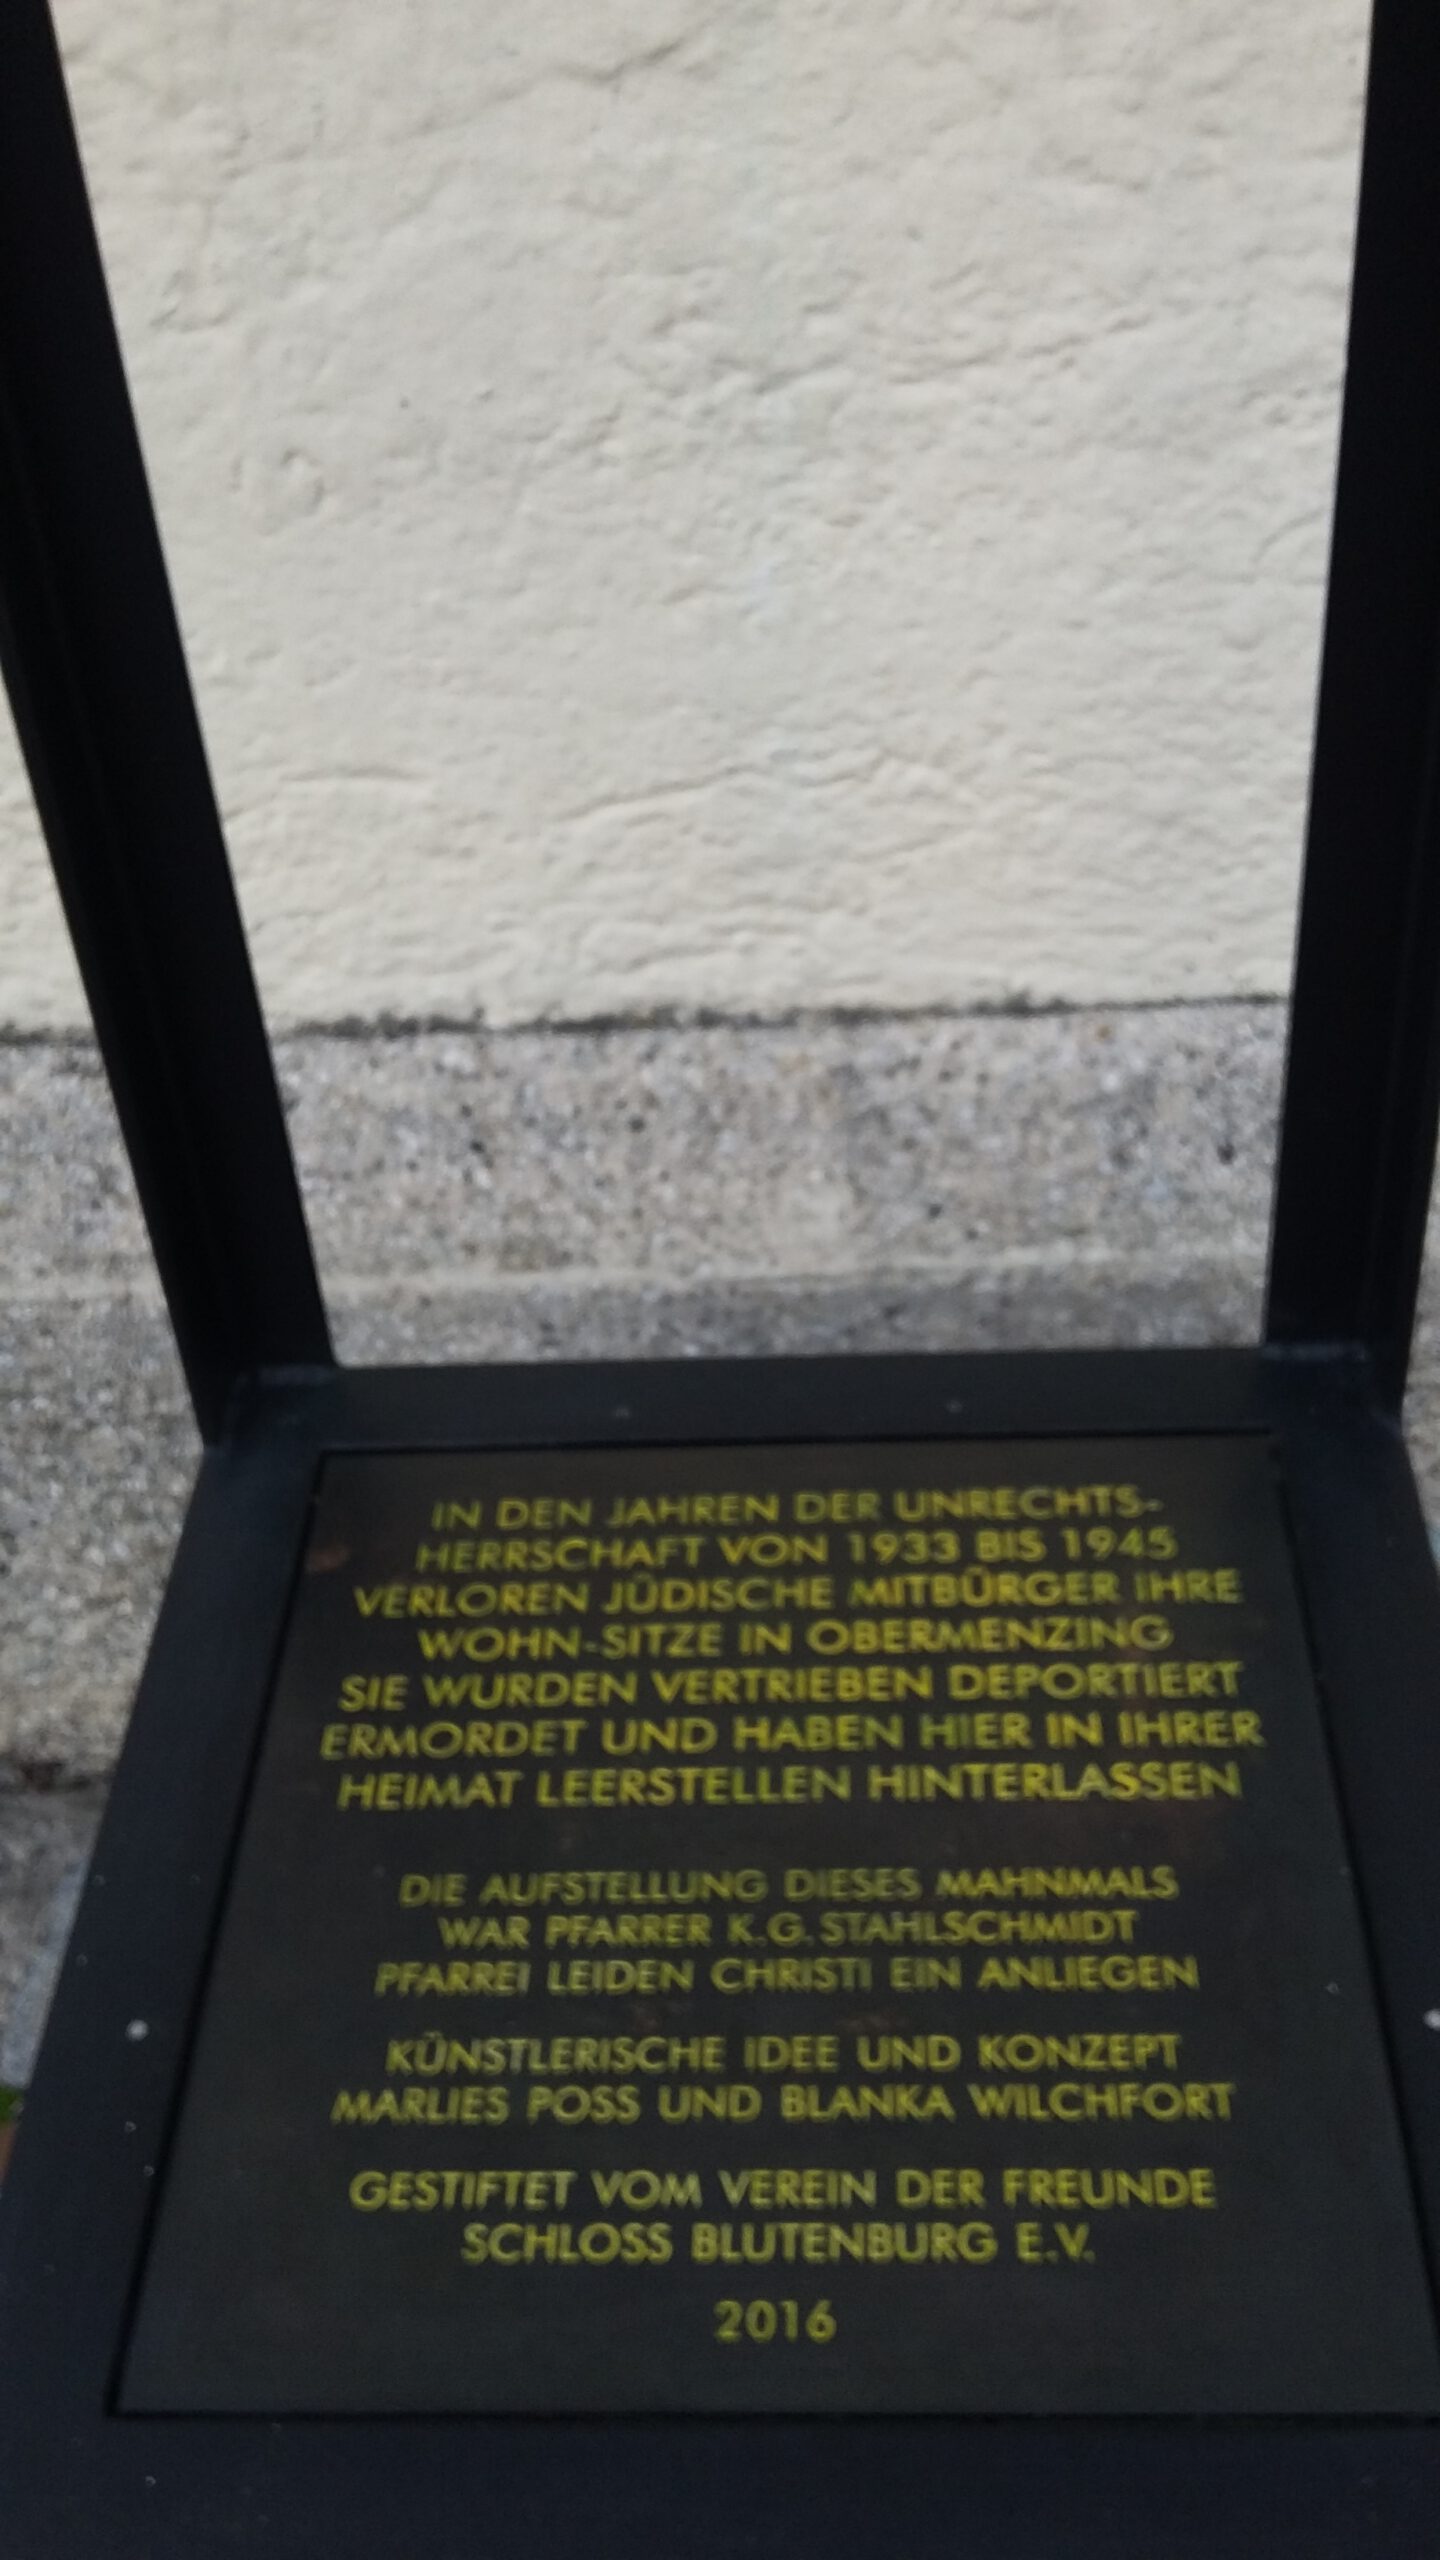 IN DEN JAHREN DER UNRECHTS-
HERRSCHAFT VON 1933 BIS 1945
VERLOREN JÜDISCHE MITBÜRGER IHRE
WOHN-SITZE IN OBERMENZING
SIE WURDEN VERTRIEBEN DEPORTIERT
ERMORDET UND HABEN HIER IN IHRER
HEIMAT LEERSTELLEN HINTERLASSEN
DIE AUFSTELLUNG DIESES MAHNMALS
WAR PFARRER K.G. STAHLSCHMIDT
PFARREI LEIDEN CHRISTI EIN ANLIEGEN
KÜNSTLERISCHE IDEE UND KONZEPT
MARLIES POSS UND BLANKA WILCHFORT
GESTIFTET VOM VEREIN DER FREUNDE
SCHLOSS BLUTENBURG E.V.
2016